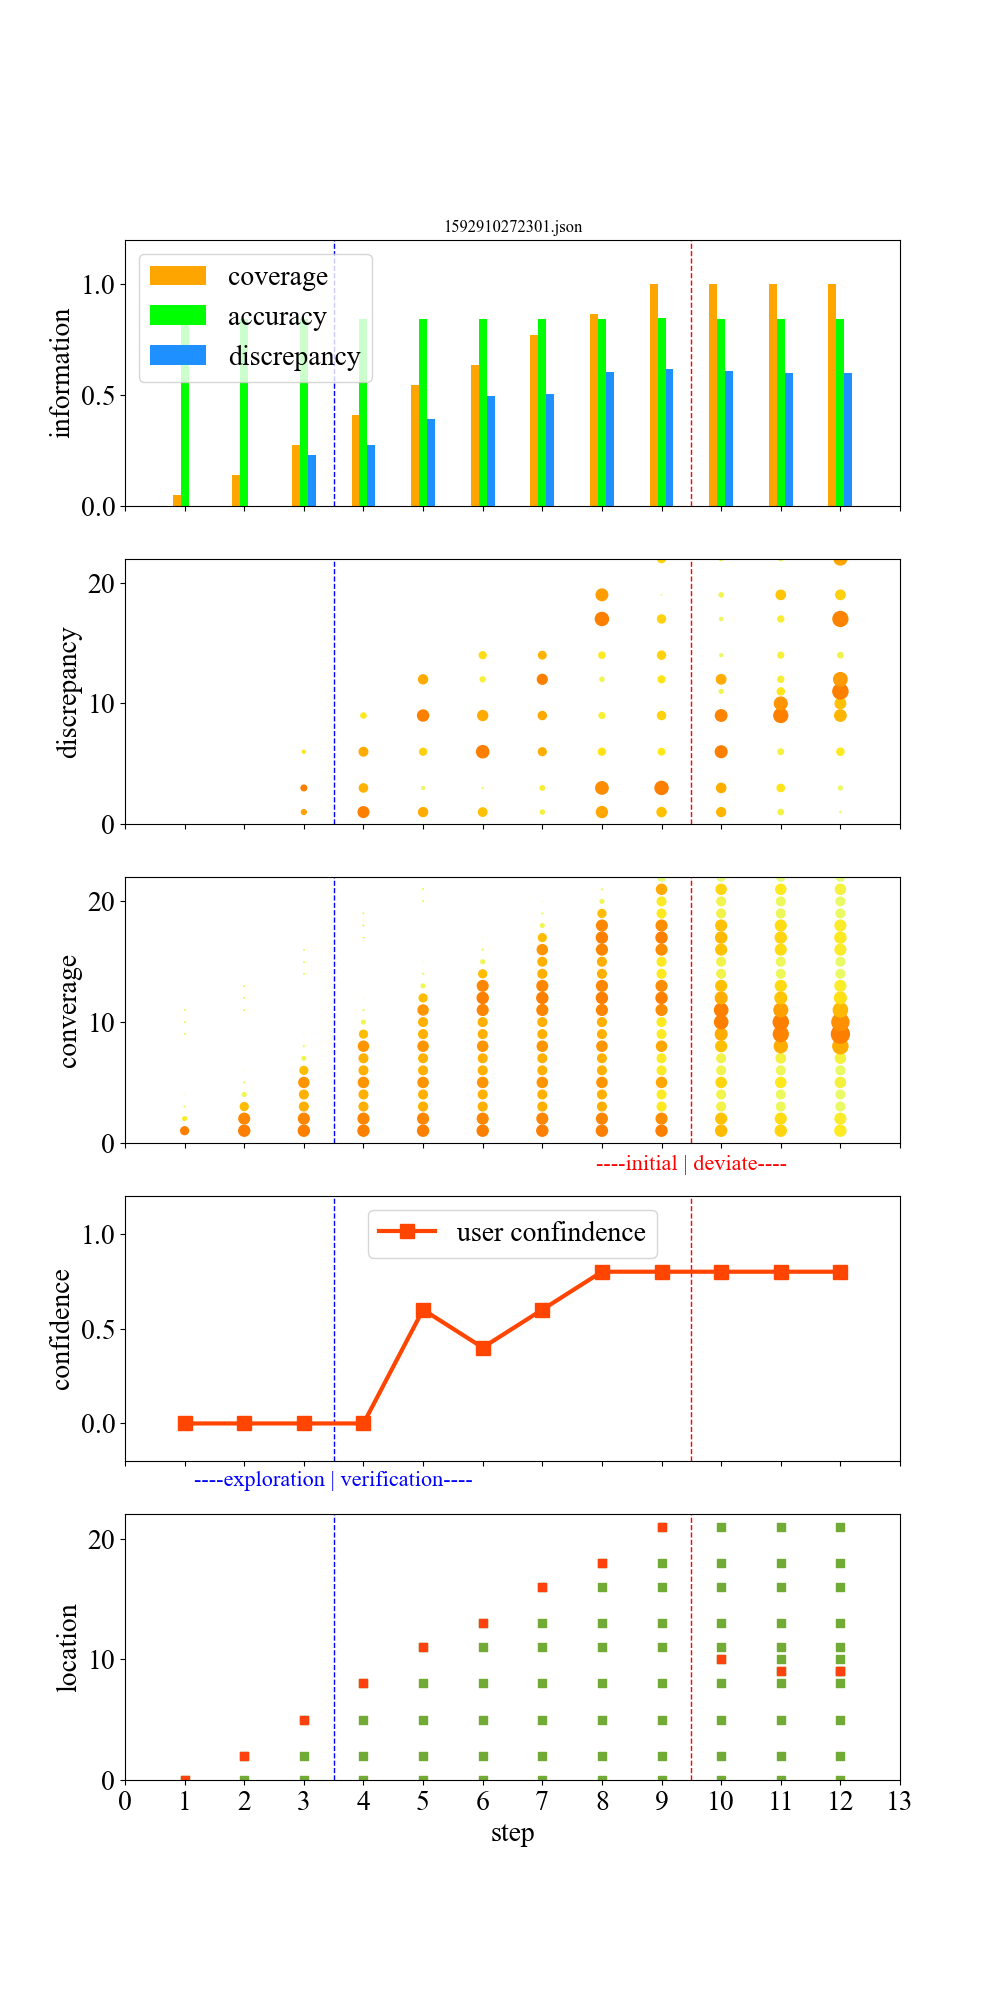 1592910272301.json
information
1.0
0.5
0.0
coverage
accuracy
discrepancy
discrepancy
20
10
0
converage
20
10
0
----initial | deviate----
confidence
1.0
0.5
0.0
user confindence
----exploration | verification----
location
20
10
0
0 1 2 3 4 5 6 7 8 9 10 11 12 13
step